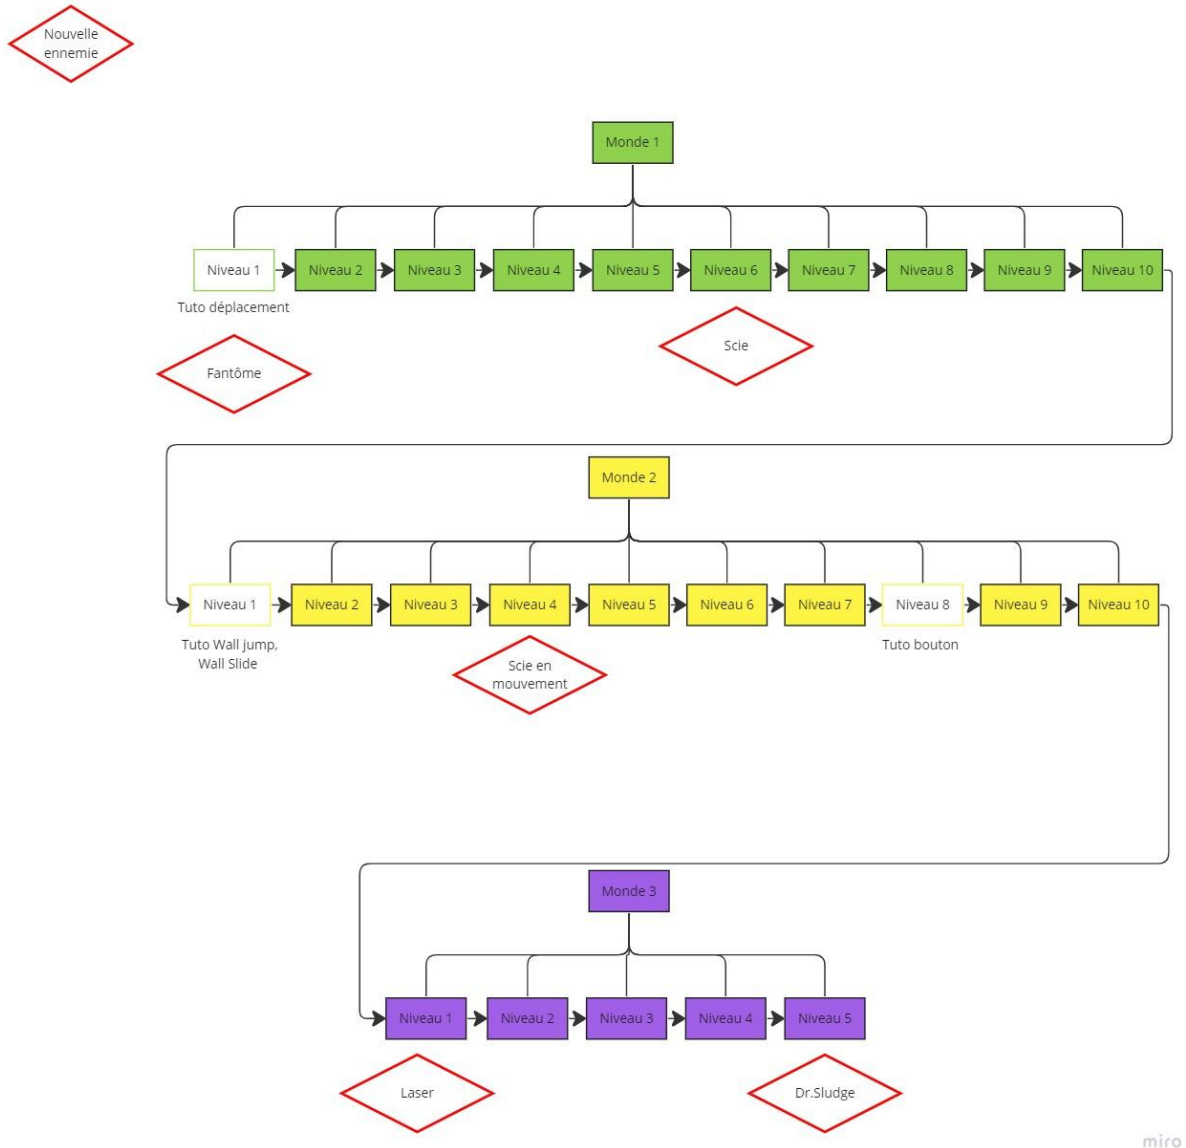 Nouvelle
ennemie
Monde 1
Niveau 1
Niveau 2
Niveau 3
Niveau 4
Niveau 5
Niveau 6
Niveau 7
Niveau 8
Niveau 9
Niveau 10
Tuto déplacement
Scie
Fantôme
Monde 2
Niveau 1
Niveau 2
Niveau 3
Niveau 4
Niveau 5
Niveau 6
Niveau 7
Niveau 8
Niveau 9
Niveau 10
Tuto Wall jump,
Wall Slide
Scie en
mouvement
Tuto bouton
Monde 3
Niveau 1
Niveau 2
Niveau 3
Niveau 4
Niveau 5
Laser
Dr.Sludge
miro